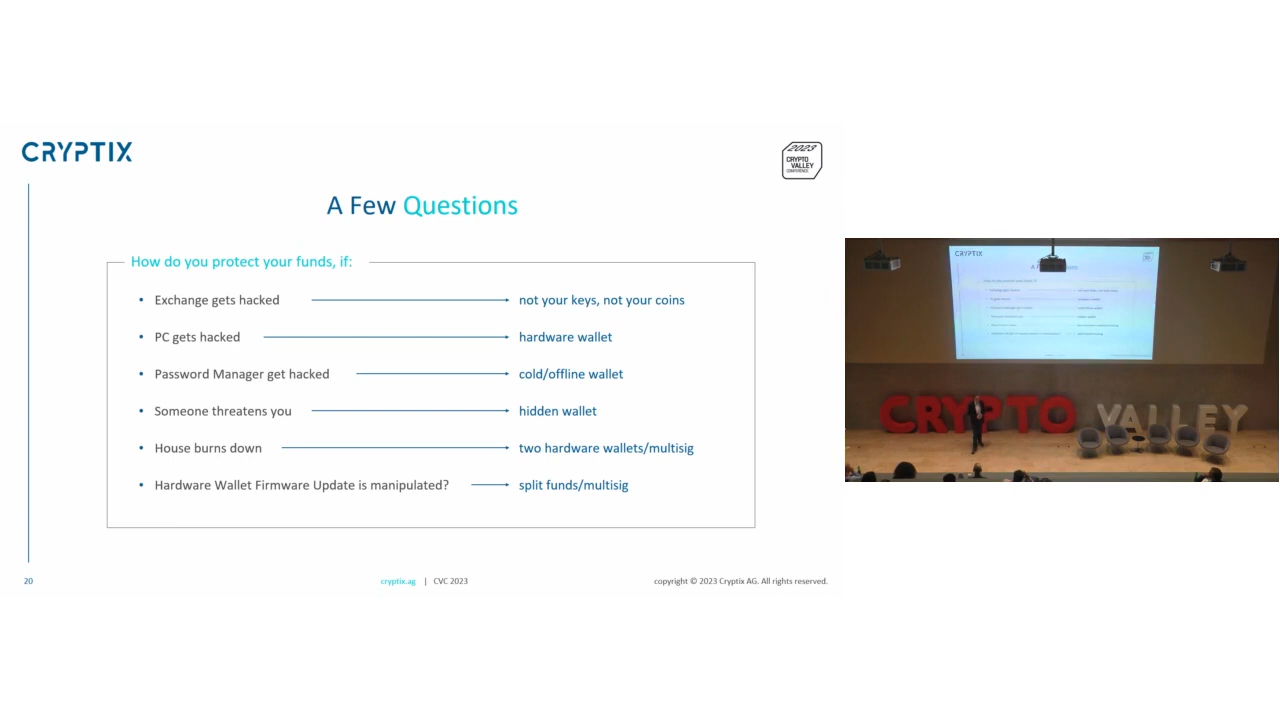 CRYPTIX
2023
CRYPTO
VALLEY
CONFERENCE
A Few Questions
How do you protect your funds, if:
• Exchange gets hacked → not your keys, not your coins
• PC gets hacked → hardware wallet
• Password Manager get hacked → cold/offline wallet
• Someone threatens you → hidden wallet
• House burns down → two hardware wallets/multisig
• Hardware Wallet Firmware Update is manipulated? → split funds/multisig
20
cryptix.ag | CVC 2023
copyright © 2023 Cryptix AG. All rights reserved.
CRYPTIX
CRYPTO VALLEY